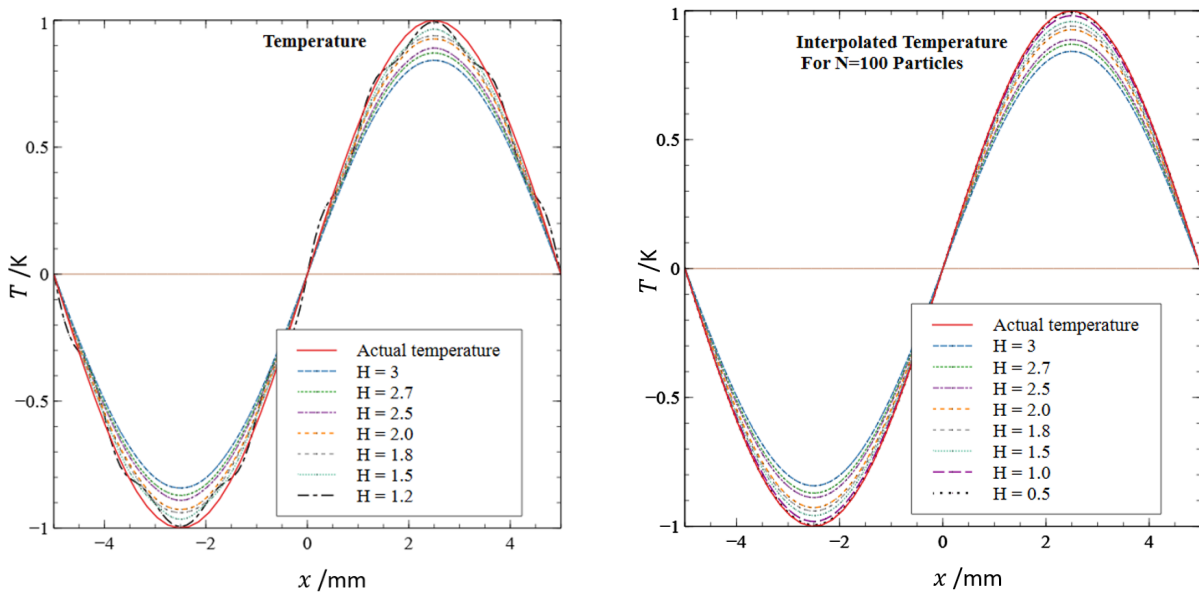 Temperature
T /K
1
0.5
0
−0.5
−1
−4
−2
0
2
4
x /mm
Actual temperature
H = 3
H = 2.7
H = 2.5
H = 2.0
H = 1.8
H = 1.5
H = 1.2
Interpolated Temperature
For N=100 Particles
T /K
1
0.5
0
−0.5
−1
−4
−2
0
2
4
x /mm
Actual temperature
H = 3
H = 2.7
H = 2.5
H = 2.0
H = 1.8
H = 1.5
H = 1.0
H = 0.5